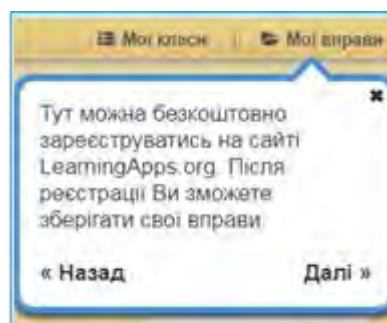 Мої класи | Мої вправи
Тут можна безкоштовно
зареєструватись на сайті
LearningApps.org. Після
реєстрації Ви зможете
зберігати свої вправи
« Назад Далі »